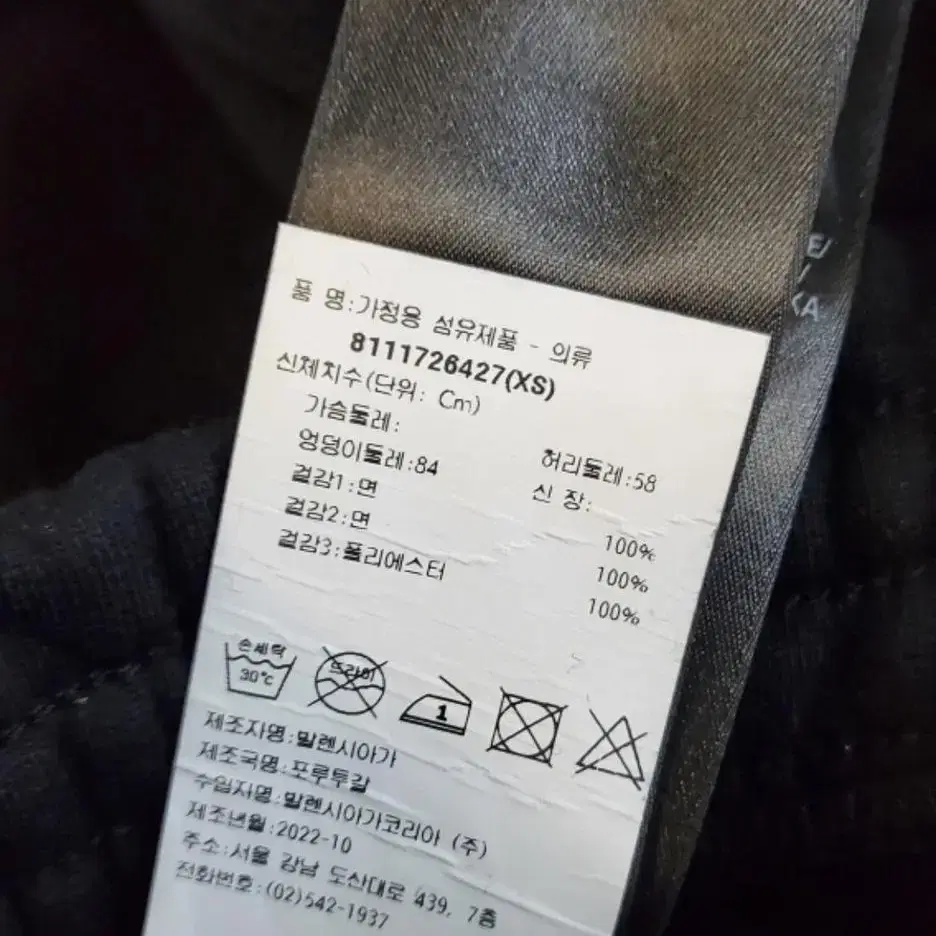 품 명:가정용 섬유제품 - 의류
8111726427(XS)
신체치수(단위: Cm)
가슴둘레:
허리둘레:58
엉덩이둘레:84
신 장:
겉감1:면 100%
겉감2:면 100%
겉감3:폴리에스터 100%
손세탁
30℃
드라이
1
제조자명:발렌시아가
제조국명:포루투갈
수입자명:발렌시아가코리아 (주)
제조년월:2022-10
주소:서울 강남 도산대로 439, 7층
전화번호:(02)542-1937